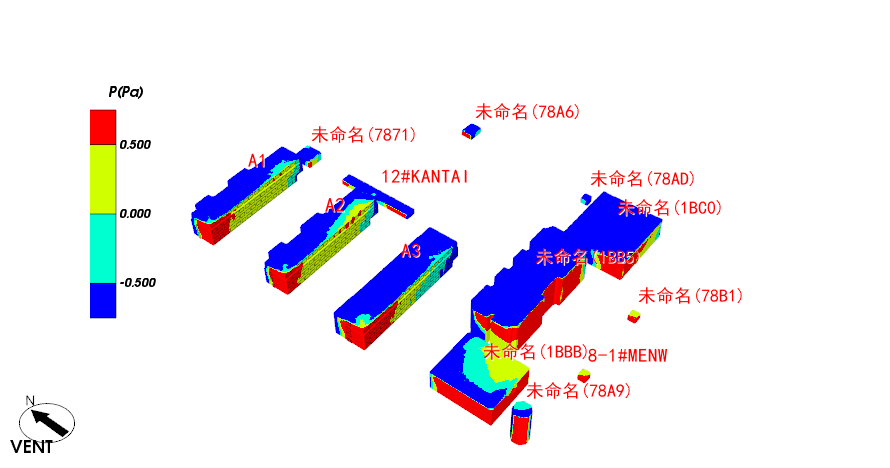 P(Pa)
0.500
0.000
-0.500
未命名(78A6)
未命名(7871)
A1
12#KANTAI
未命名(78AD)
A2
未命名(1BC0)
A3
未命名(1BB5)
未命名(78B1)
未命名(1BBB)
8-1#MENW
未命名(78A9)
N
VENT